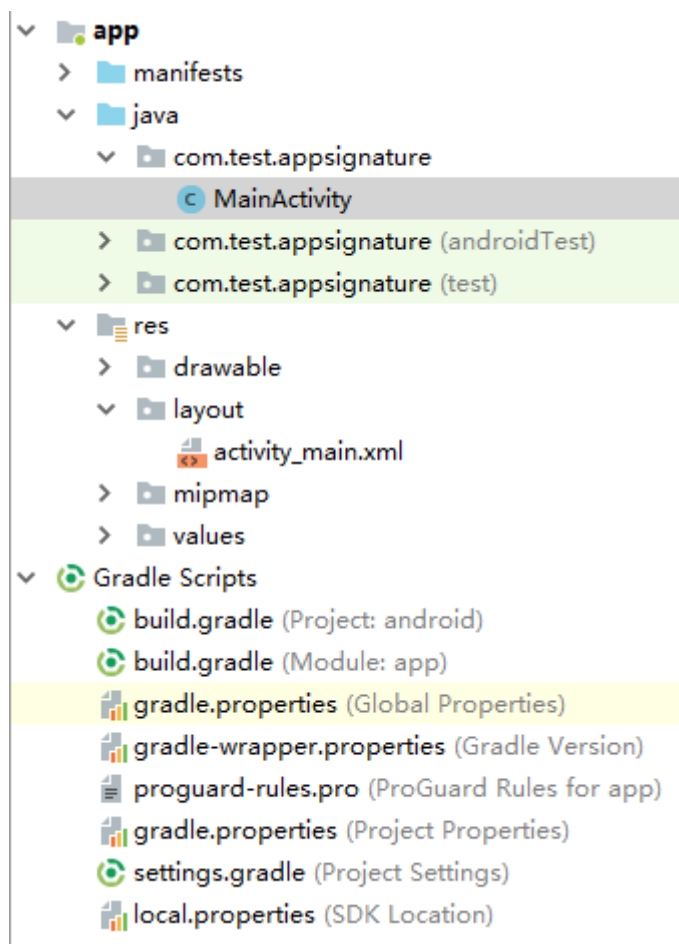 app
manifests
java
com.test.appsignature
C MainActivity
com.test.appsignature (androidTest)
com.test.appsignature (test)
res
drawable
layout
activity_main.xml
mipmap
values
Gradle Scripts
build.gradle (Project: android)
build.gradle (Module: app)
gradle.properties (Global Properties)
gradle-wrapper.properties (Gradle Version)
proguard-rules.pro (ProGuard Rules for app)
gradle.properties (Project Properties)
settings.gradle (Project Settings)
local.properties (SDK Location)